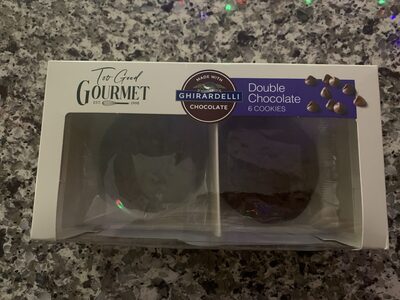 Too Good
GOURMET
EST 1998
MADE WITH
GHIRARDELLI
CHOCOLATE
Double
Chocolate
6 COOKIES